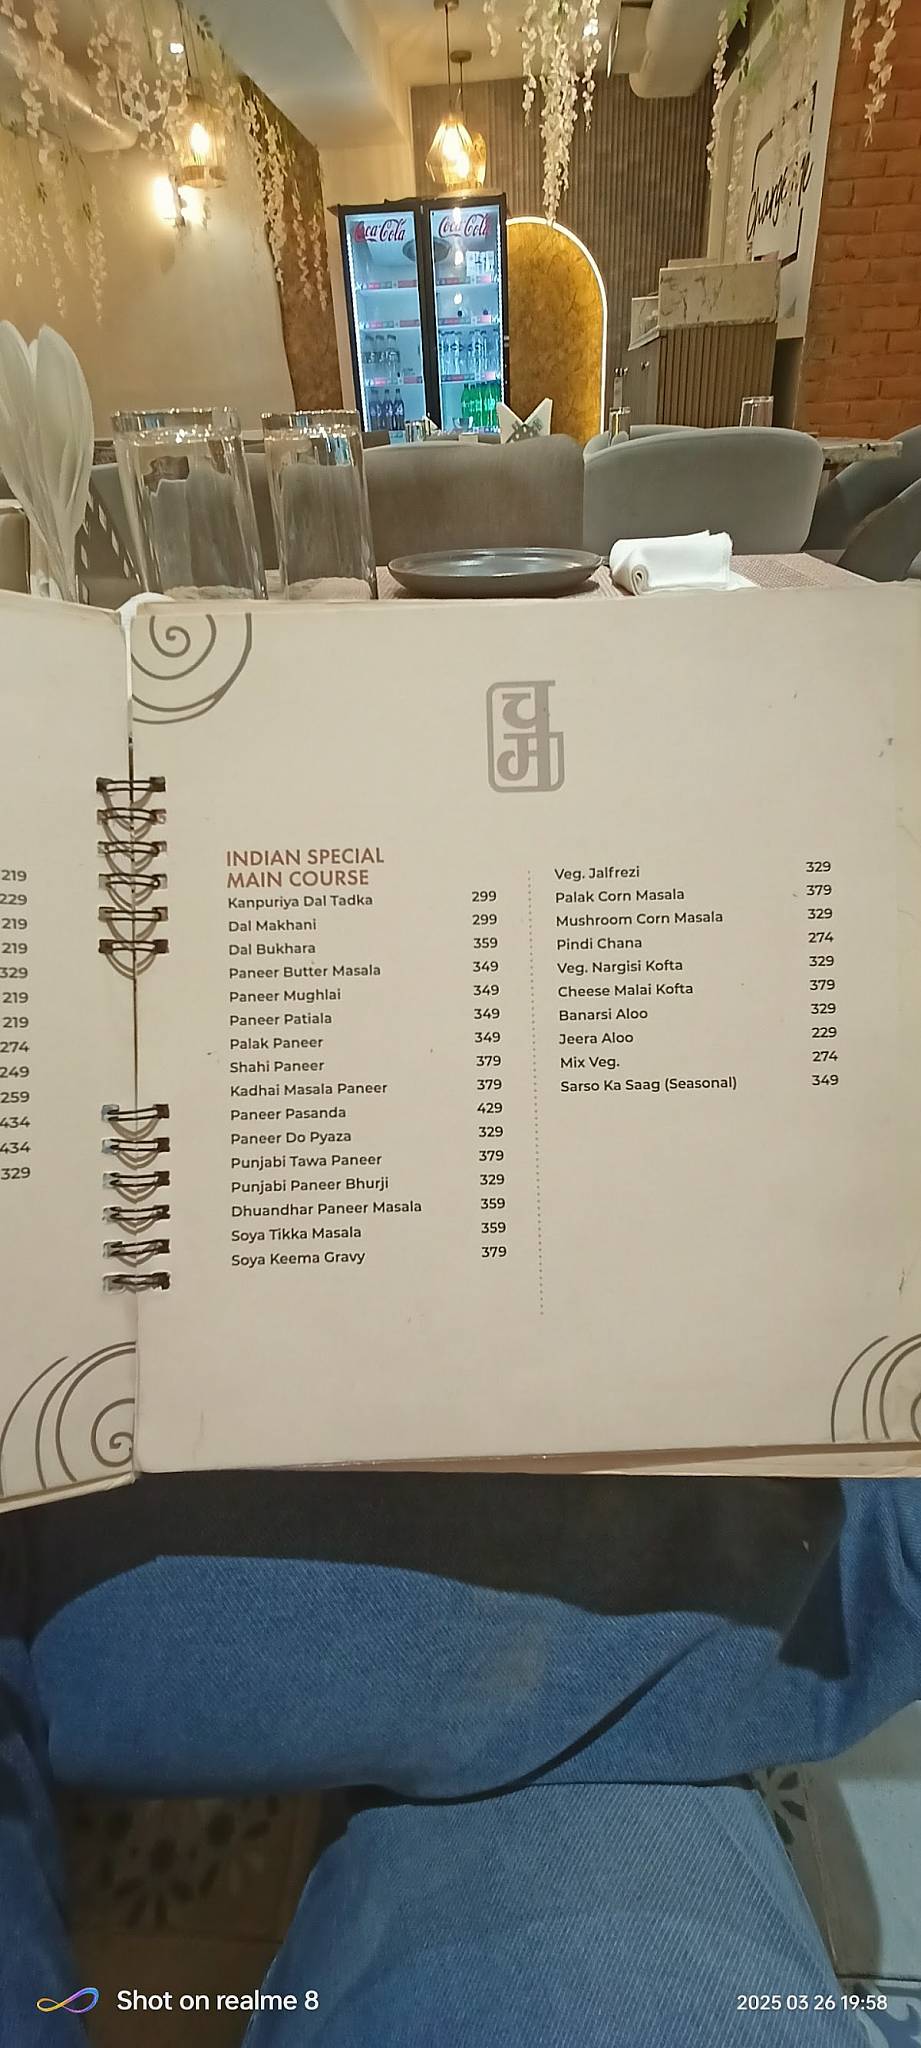 Coca-Cola Coca-Cola
219
229
219
219
329
219
219
274
249
259
434
434
329
चमा
INDIAN SPECIAL
MAIN COURSE
Kanpuriya Dal Tadka 299
Dal Makhani 299
Dal Bukhara 359
Paneer Butter Masala 349
Paneer Mughlai 349
Paneer Patiala 349
Palak Paneer 349
Shahi Paneer 379
Kadhai Masala Paneer 379
Paneer Pasanda 429
Paneer Do Pyaza 329
Punjabi Tawa Paneer 379
Punjabi Paneer Bhurji 329
Dhuandhar Paneer Masala 359
Soya Tikka Masala 359
Soya Keema Gravy 379
Veg. Jalfrezi 329
Palak Corn Masala 379
Mushroom Corn Masala 329
Pindi Chana 274
Veg. Nargisi Kofta 329
Cheese Malai Kofta 379
Banarsi Aloo 329
Jeera Aloo 229
Mix Veg. 274
Sarso Ka Saag (Seasonal) 349
Shot on realme 8
2025 03 26 19:58